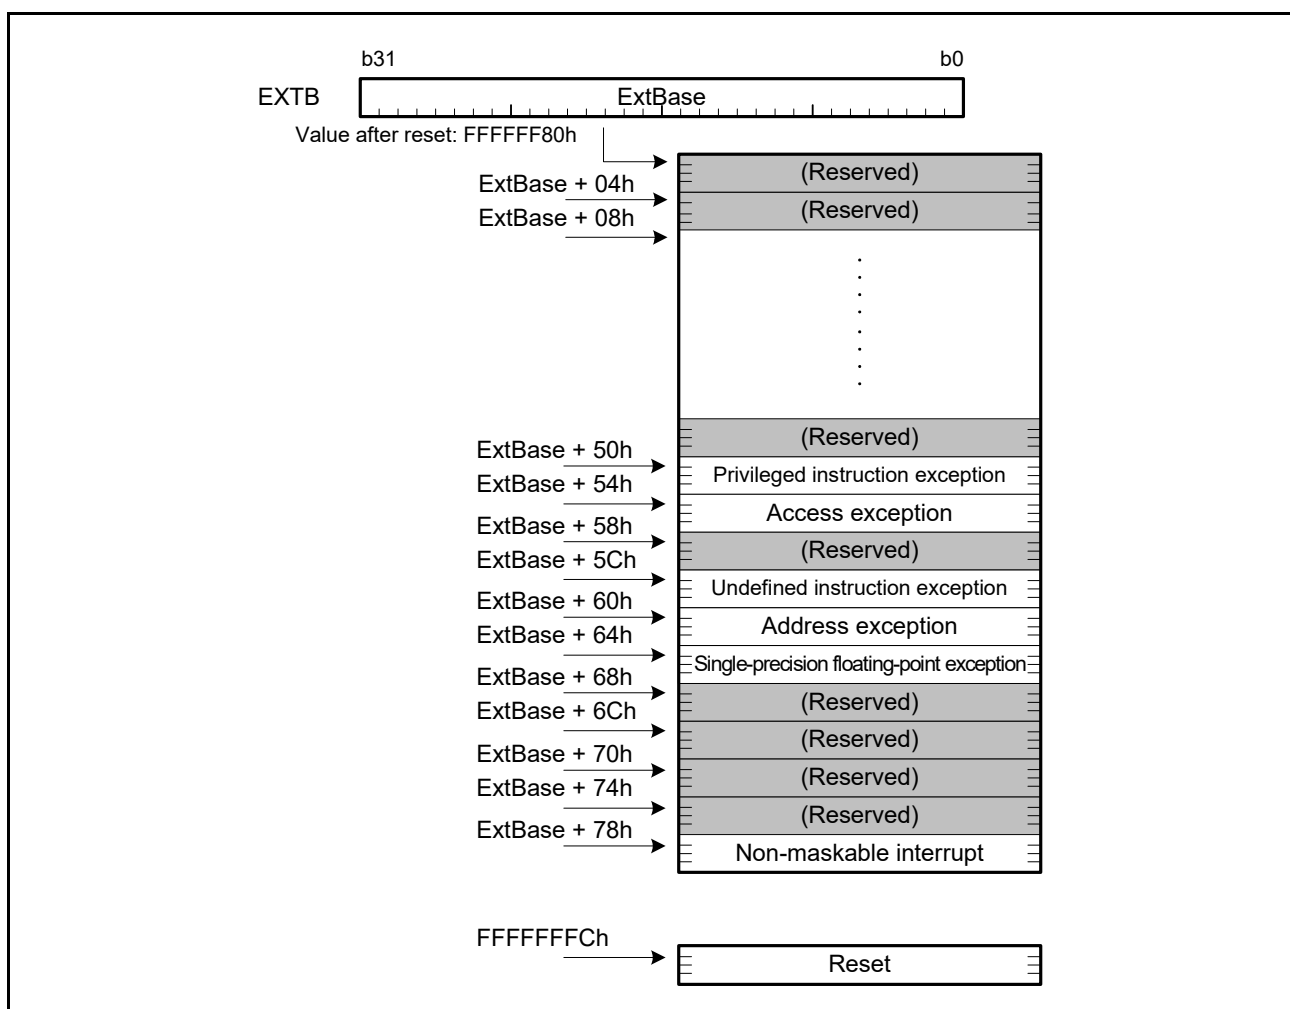 b31 b0
EXTB ExtBase
Value after reset: FFFFFF80h
(Reserved)
ExtBase + 04h
(Reserved)
ExtBase + 08h
(Reserved)
ExtBase + 50h
Privileged instruction exception
ExtBase + 54h
Access exception
ExtBase + 58h
(Reserved)
ExtBase + 5Ch
Undefined instruction exception
ExtBase + 60h
Address exception
ExtBase + 64h
Single-precision floating-point exception
ExtBase + 68h
(Reserved)
ExtBase + 6Ch
(Reserved)
ExtBase + 70h
(Reserved)
ExtBase + 74h
(Reserved)
ExtBase + 78h
Non-maskable interrupt
FFFFFFFCh
Reset